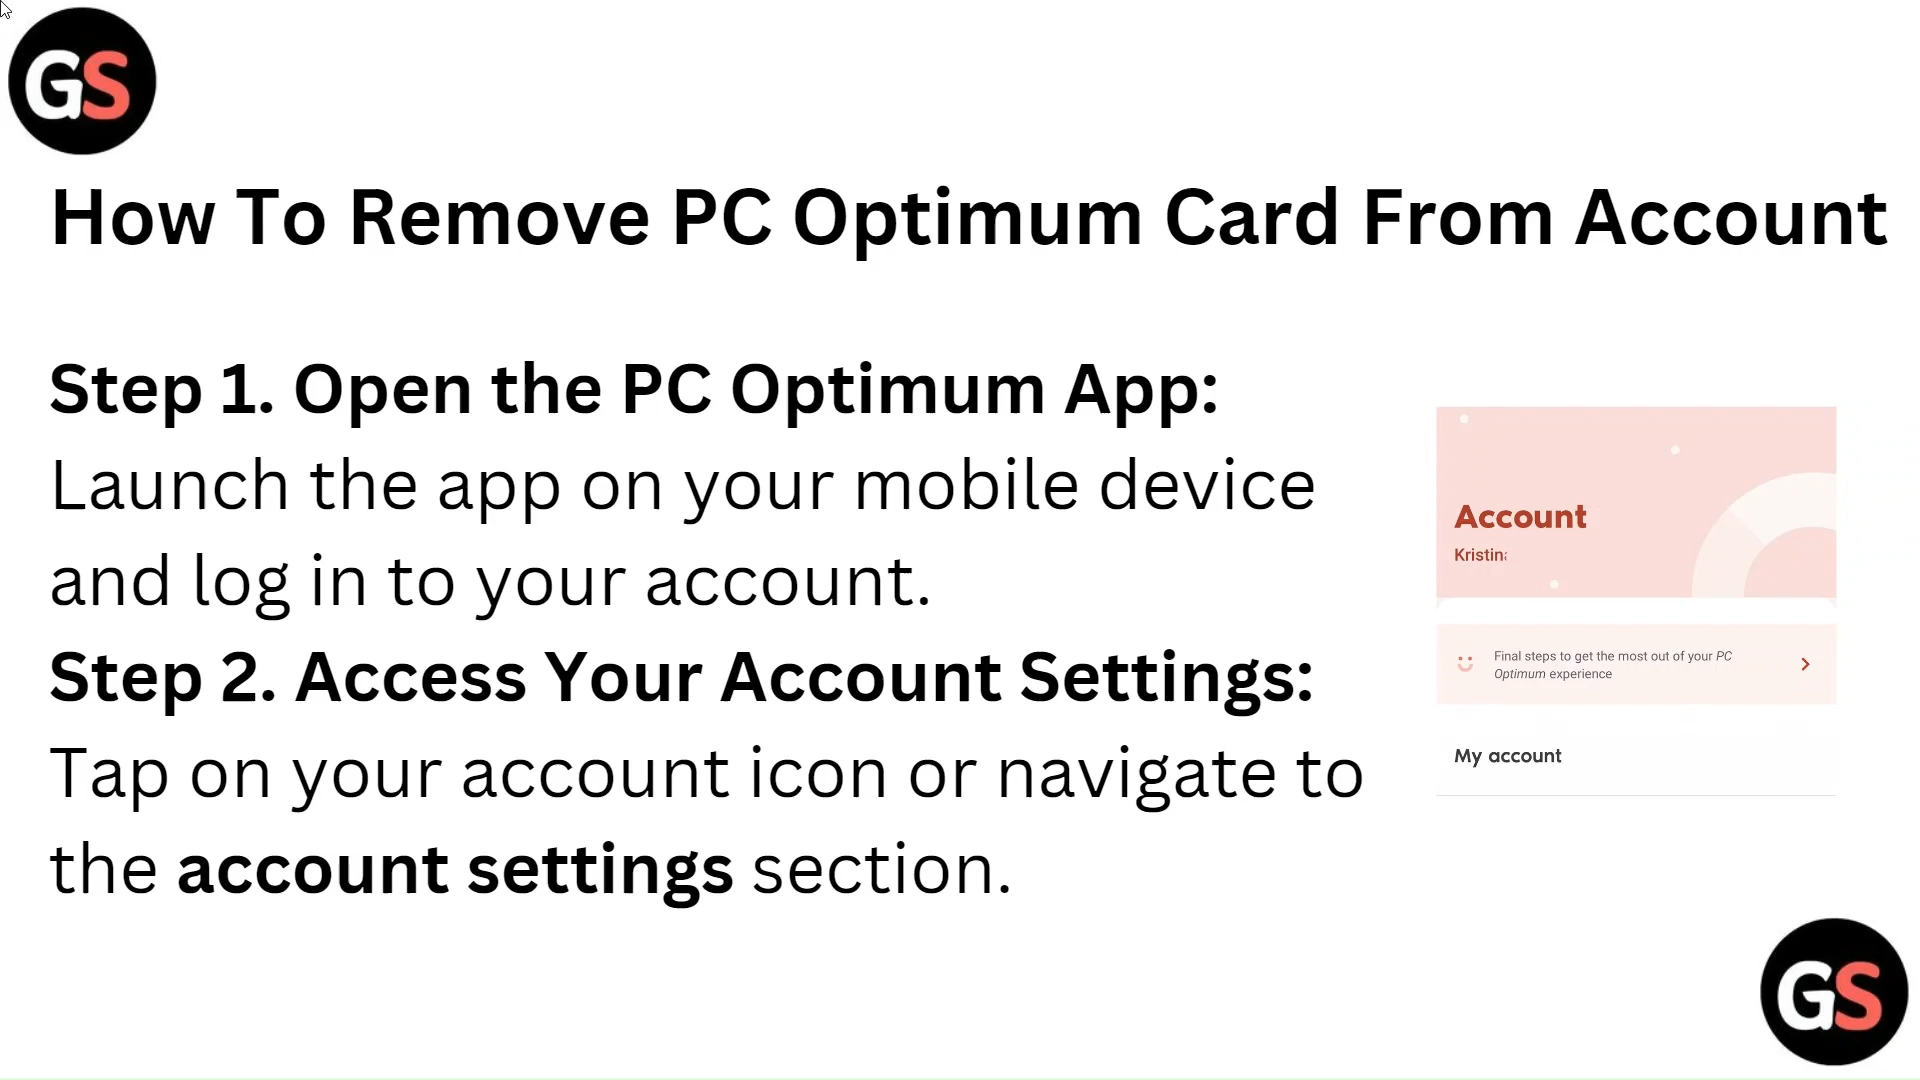 GS
How To Remove PC Optimum Card From Account
Step 1. Open the PC Optimum App:
Launch the app on your mobile device
and log in to your account.
Step 2. Access Your Account Settings:
Tap on your account icon or navigate to
the account settings section.
Account
Final steps to get the most out of your PC
Optimum experience
My account
GS